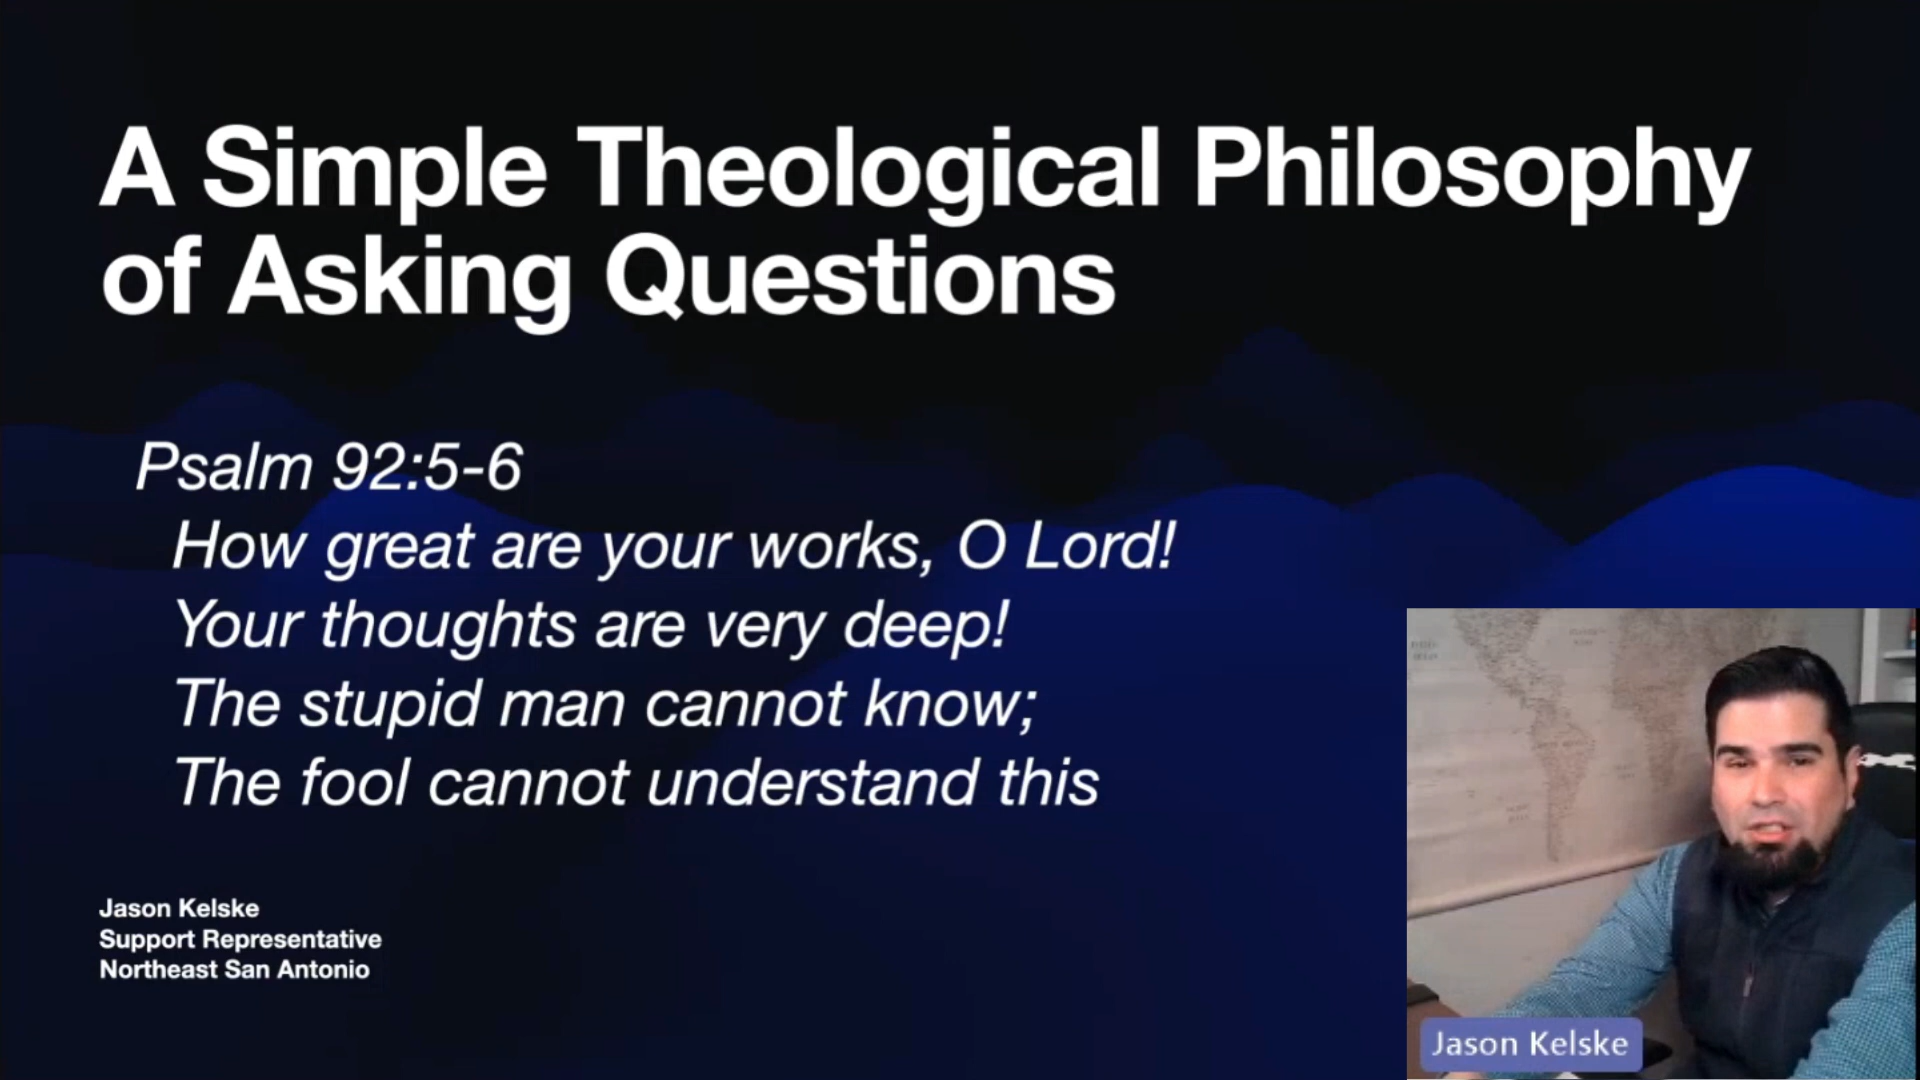 A Simple Theological Philosophy
of Asking Questions
Psalm 92:5-6
How great are your works, O Lord!
Your thoughts are very deep!
The stupid man cannot know;
The fool cannot understand this
Jason Kelske
Support Representative
Northeast San Antonio
Jason Kelske